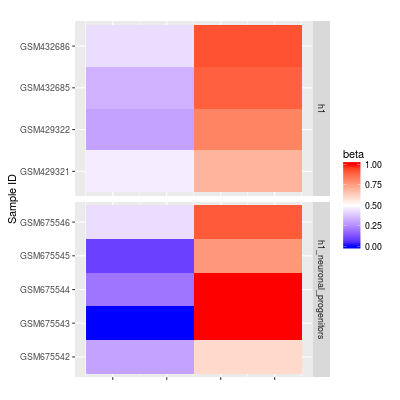 Sample ID
GSM432686
GSM432685
GSM429322
GSM429321
h1
GSM675546
GSM675545
GSM675544
GSM675543
GSM675542
h1_neuronal_progenitors
beta
1.00
0.75
0.50
0.25
0.00